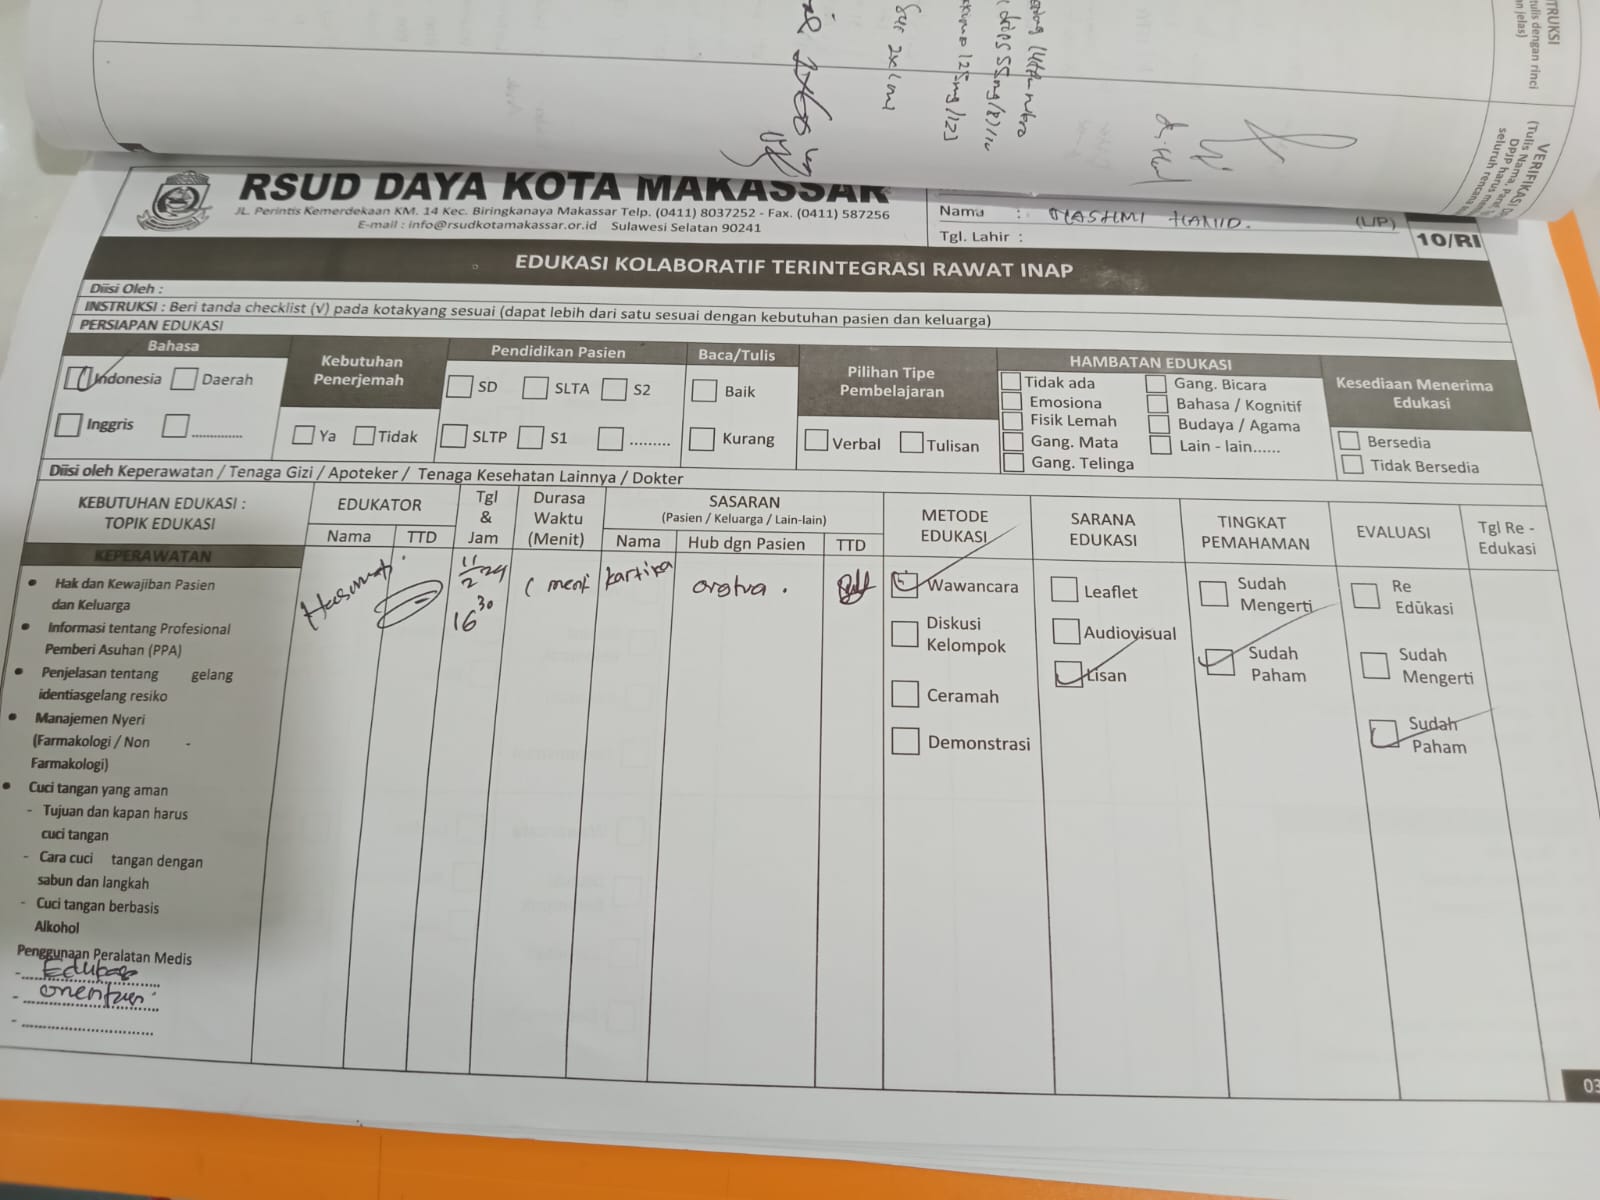 TRUKSI
tulis dengan rinci
n jelas)
VERIFIKASI D
(Tulis Nama, Paraf,
DPJP harus me
seluruh rencana
drops 55mg/8J/iv
125mg/12J
2x1 ml
RSUD DAYA KOTA MAKASSAR
JL. Perintis Kemerdekaan KM. 14 Kec. Biringkanaya Makassar Telp. (0411) 8037252 - Fax. (0411) 587256
E-mail : info@rsudkotamakassar.or.id Sulawesi Selatan 90241
Nama : HAMID. (L/P)
Tgl. Lahir :
10/RI
EDUKASI KOLABORATIF TERINTEGRASI RAWAT INAP
Diisi Oleh :
INSTRUKSI : Beri tanda checklist (√) pada kotakyang sesuai (dapat lebih dari satu sesuai dengan kebutuhan pasien dan keluarga)
PERSIAPAN EDUKASI
Bahasa
Indonesia Daerah
Inggris .............
Kebutuhan
Penerjemah
Ya Tidak
Pendidikan Pasien
SD SLTA S2
SLTP S1 .........
Baca/Tulis
Baik
Kurang
Pilihan Tipe
Pembelajaran
Verbal Tulisan
HAMBATAN EDUKASI
Tidak ada Gang. Bicara
Emosiona Bahasa / Kognitif
Fisik Lemah Budaya / Agama
Gang. Mata Lain - lain......
Gang. Telinga
Kesediaan Menerima
Edukasi
Bersedia
Tidak Bersedia
Diisi oleh Keperawatan / Tenaga Gizi / Apoteker / Tenaga Kesehatan Lainnya / Dokter
KEBUTUHAN EDUKASI :
TOPIK EDUKASI
EDUKATOR
Nama TTD
Tgl
&
Jam
Durasa
Waktu
(Menit)
SASARAN
(Pasien / Keluarga / Lain-lain)
Nama Hub dgn Pasien TTD
METODE
EDUKASI
SARANA
EDUKASI
TINGKAT
PEMAHAMAN
EVALUASI
Tgl Re -
Edukasi
KEPERAWATAN
• Hak dan Kewajiban Pasien
dan Keluarga
• Informasi tentang Profesional
Pemberi Asuhan (PPA)
• Penjelasan tentang gelang
identiasgelang resiko
• Manajemen Nyeri
(Farmakologi / Non -
Farmakologi)
• Cuci tangan yang aman
- Tujuan dan kapan harus
cuci tangan
- Cara cuci tangan dengan
sabun dan langkah
- Cuci tangan berbasis
Alkohol
Penggunaan Peralatan Medis
- Edukasi
- orientasi
- ............................
Hasmiati
11/2 24
16 30
kartika
orgtua .
Wawancara
Diskusi
Kelompok
Ceramah
Demonstrasi
Leaflet
Audiovisual
Lisan
Sudah
Mengerti
Sudah
Paham
Re
Edukasi
Sudah
Mengerti
Sudah
Paham
03